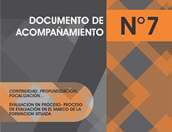 DOCUMENTO DE
ACOMPAÑAMIENTO
N°7
CONTINUIDAD, PROFUNDIZACIÓN,
FOCALIZACIÓN...
EVALUACIÓN EN PROCESO- PROCESO
DE EVALUACIÓN EN EL MARCO DE LA
FORMACIÓN SITUADA